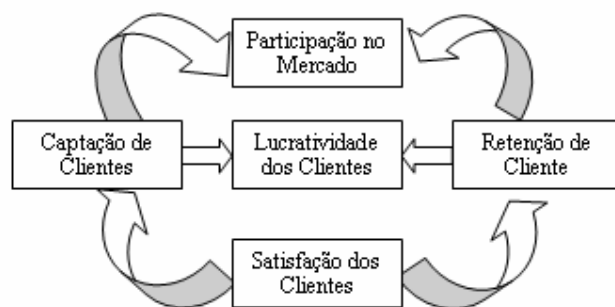 Participação no
Mercado
Captação de
Clientes
Lucratividade
dos Clientes
Retenção de
Cliente
Satisfação dos
Clientes